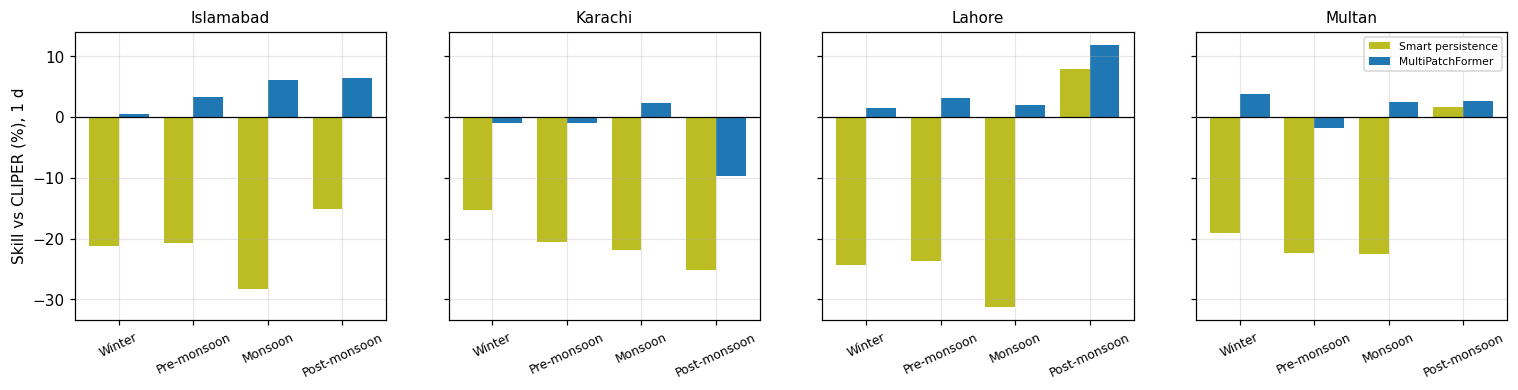 Islamabad
Karachi
Lahore
Multan
Skill vs CLIPER (%), 1 d
10
0
−10
−20
−30
Smart persistence
MultiPatchFormer
Winter
Pre-monsoon
Monsoon
Post-monsoon
Winter
Pre-monsoon
Monsoon
Post-monsoon
Winter
Pre-monsoon
Monsoon
Post-monsoon
Winter
Pre-monsoon
Monsoon
Post-monsoon